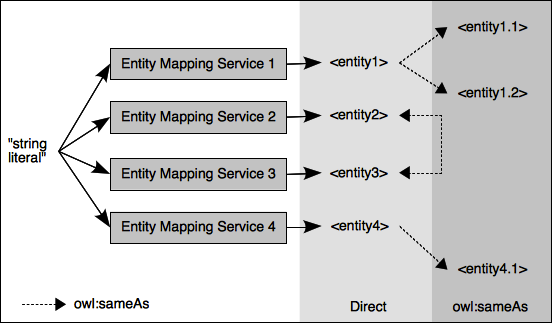 <entity1.1>
Entity Mapping Service 1
<entity1>
<entity1.2>
Entity Mapping Service 2
<entity2>
"string
literal"
Entity Mapping Service 3
<entity3>
Entity Mapping Service 4
<entity4>
<entity4.1>
owl:sameAs
Direct
owl:sameAs